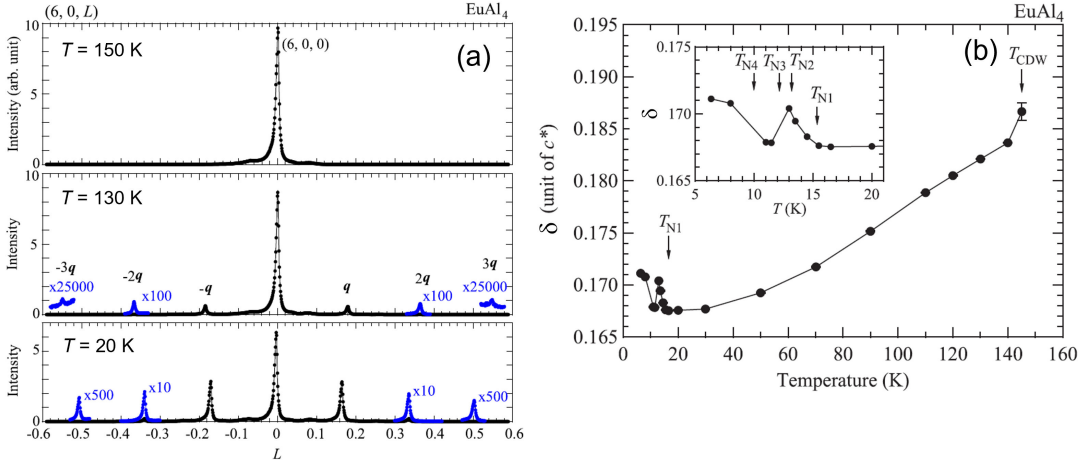 (6, 0, L)
EuAl4
(a)
T = 150 K
(6, 0, 0)
Intensity (arb. unit)
10
5
0
T = 130 K
Intensity
10
5
0
-3q
x25000
-2q
x100
-q
q
2q
x100
3q
x25000
T = 20 K
Intensity
5
0
x500
x10
x10
x500
-0.6 -0.5 -0.4 -0.3 -0.2 -0.1 0 0.1 0.2 0.3 0.4 0.5 0.6
L
EuAl4
(b)
TCDW
0.195
0.190
0.185
0.180
0.175
0.170
0.165
δ (unit of c*)
TN1
0 20 40 60 80 100 120 140 160
Temperature (K)
0.175
170
0.165
δ
TN4 TN3 TN2
TN1
5 10 15 20
T (K)